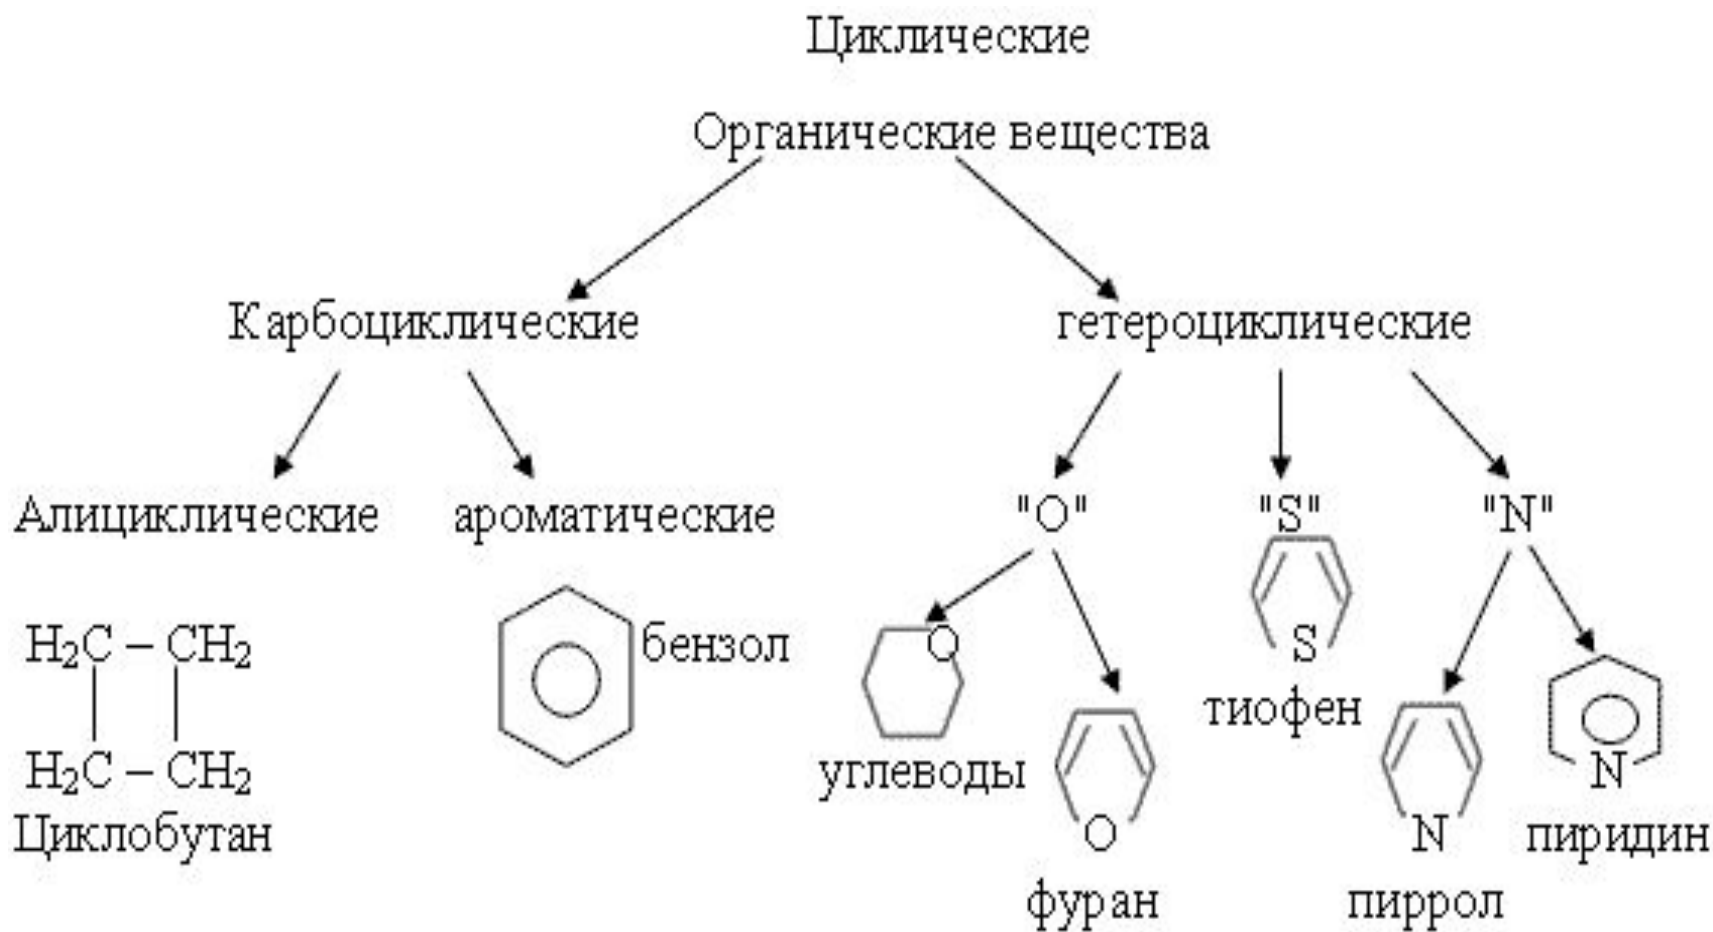 Циклические
Органические вещества
Карбоциклические гетероциклические
Алициклические ароматические "O" "S" "N"
H₂C – CH₂ бензол O S
H₂C – CH₂ углеводы тиофен N
Циклобутан O N пиридин
фуран пиррол